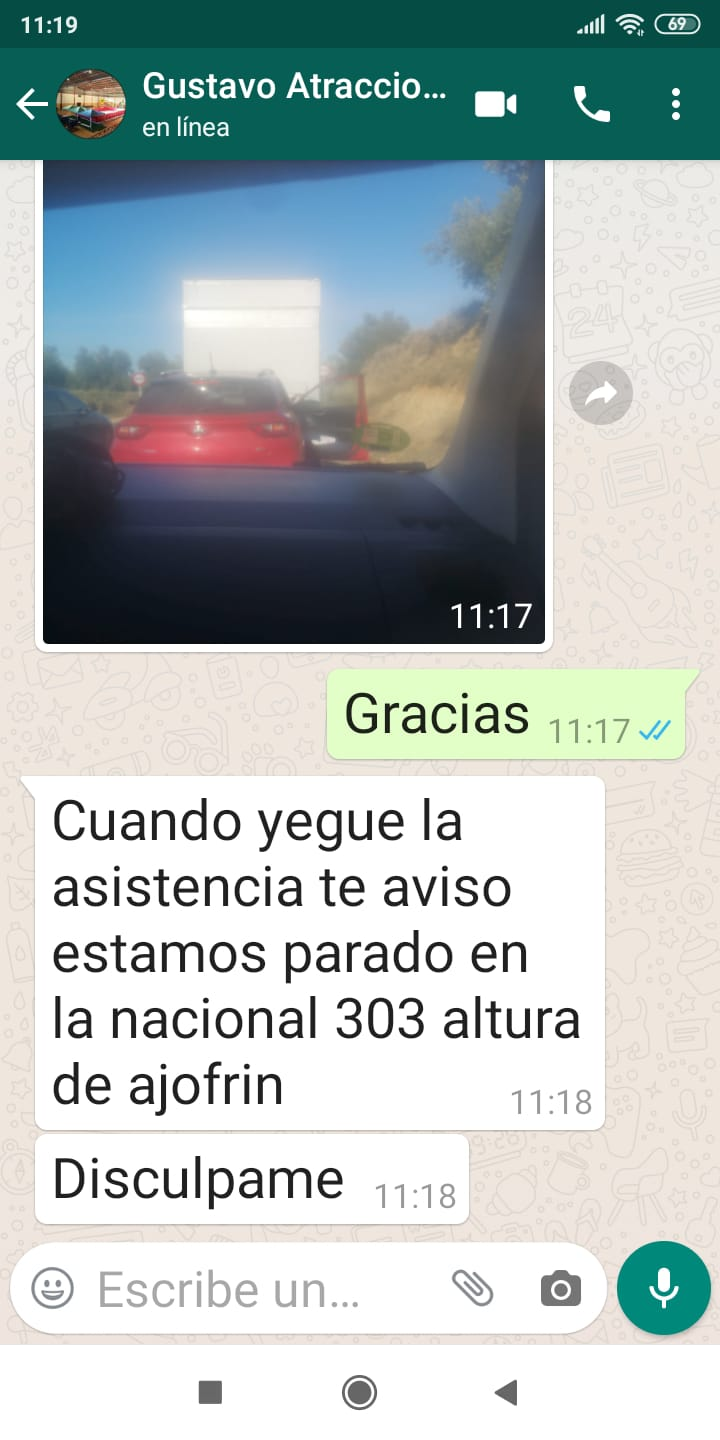 11:19
69
Gustavo Atraccio...
en línea
11:17
Gracias 11:17
Cuando yegue la
asistencia te aviso
estamos parado en
la nacional 303 altura
de ajofrin 11:18
Disculpame 11:18
Escribe un...